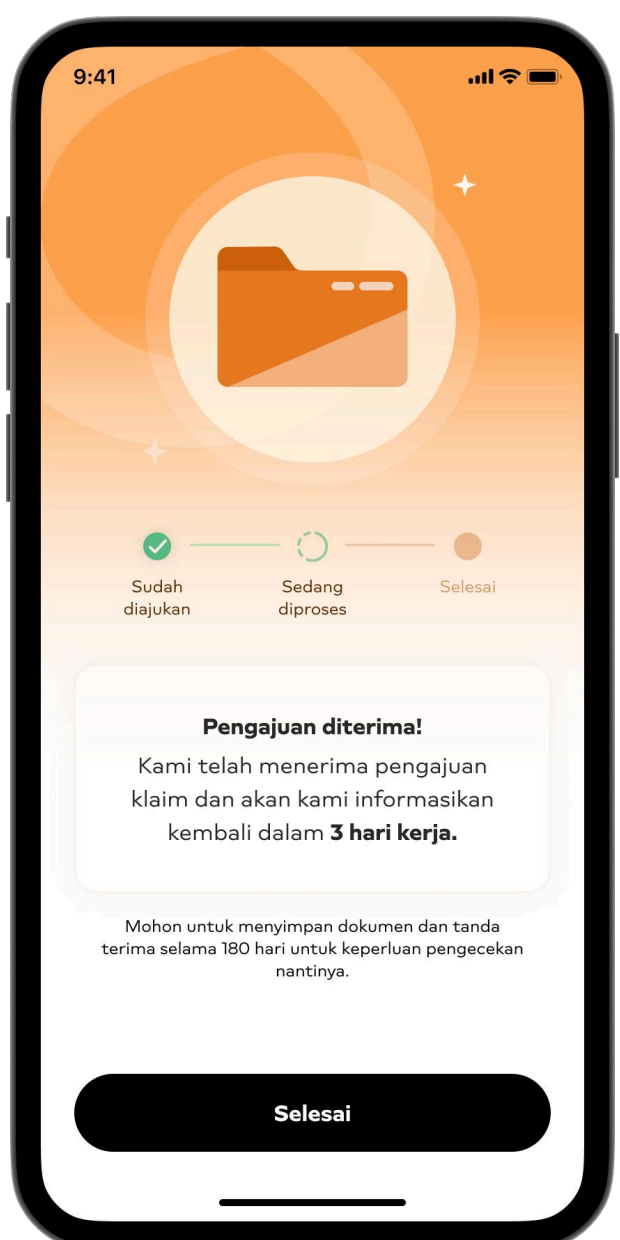 9:41
Sudah
diajukan
Sedang
diproses
Selesai
Pengajuan diterima!
Kami telah menerima pengajuan
klaim dan akan kami informasikan
kembali dalam 3 hari kerja.
Mohon untuk menyimpan dokumen dan tanda
terima selama 180 hari untuk keperluan pengecekan
nantinya.
Selesai